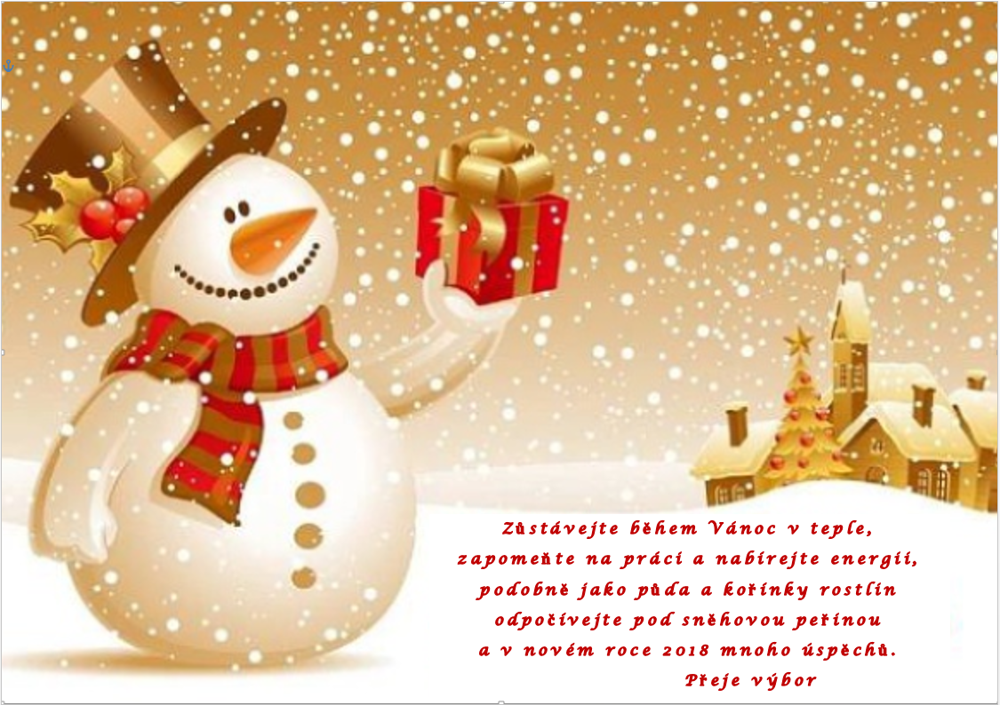 Zůstávejte během Vánoc v teple,
zapomeňte na práci a nabírejte energii,
podobně jako půda a kořínky rostlin
odpočívejte pod sněhovou peřinou
a v novém roce 2018 mnoho úspěchů.
Přeje výbor